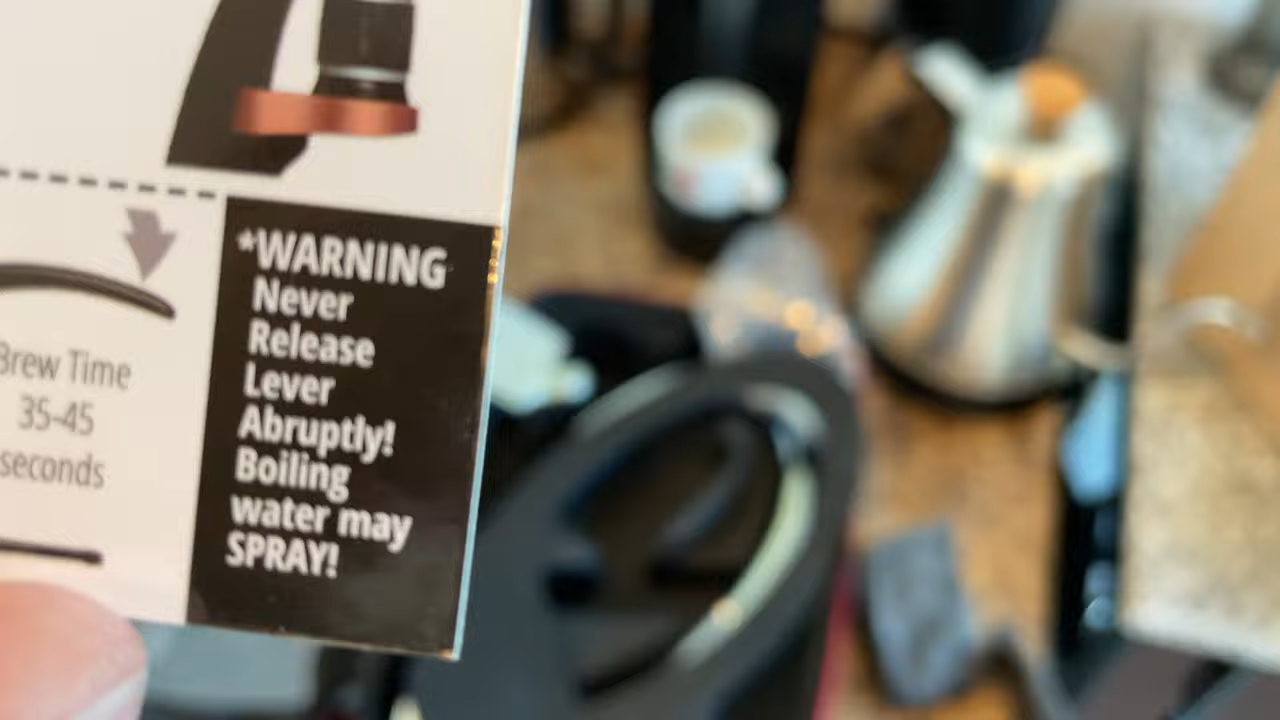 Brew Time
35-45
seconds
*WARNING
Never
Release
Lever
Abruptly!
Boiling
water may
SPRAY!